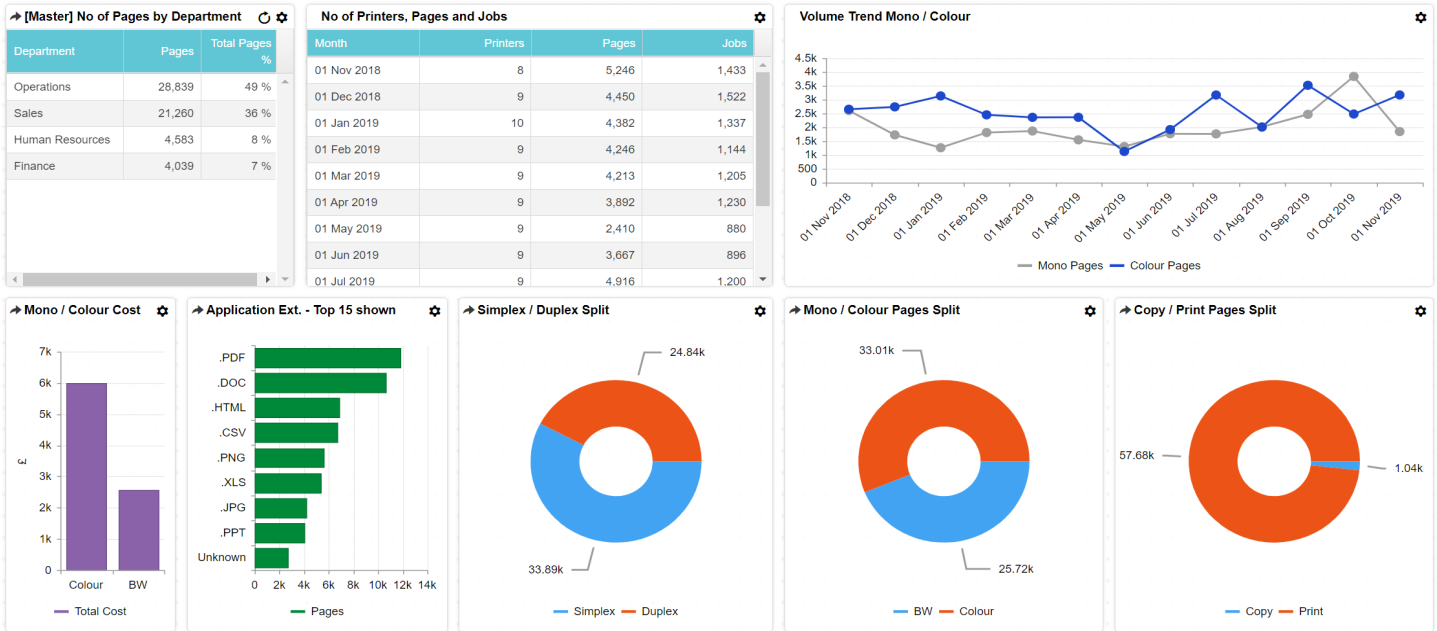 [Master] No of Pages by Department
Department Pages Total Pages %
Operations 28,839 49 %
Sales 21,260 36 %
Human Resources 4,583 8 %
Finance 4,039 7 %
No of Printers, Pages and Jobs
Month Printers Pages Jobs
01 Nov 2018 8 5,246 1,433
01 Dec 2018 9 4,450 1,522
01 Jan 2019 10 4,382 1,337
01 Feb 2019 9 4,246 1,144
01 Mar 2019 9 4,213 1,205
01 Apr 2019 9 3,892 1,230
01 May 2019 9 2,410 880
01 Jun 2019 9 3,667 896
01 Jul 2019 9 4,916 1,200
Volume Trend Mono / Colour
4.5k
4k
3.5k
3k
2.5k
2k
1.5k
1k
500
0
01 Nov 2018 01 Dec 2018 01 Jan 2019 01 Feb 2019 01 Mar 2019 01 Apr 2019 01 May 2019 01 Jun 2019 01 Jul 2019 01 Aug 2019 01 Sep 2019 01 Oct 2019 01 Nov 2019
Mono Pages Colour Pages
Mono / Colour Cost
7k
6k
5k
4k
3k
2k
1k
0
£
Colour BW
Total Cost
Application Ext. - Top 15 shown
.PDF
.DOC
.HTML
.CSV
.PNG
.XLS
.JPG
.PPT
Unknown
0 2k 4k 6k 8k 10k 12k 14k
Pages
Simplex / Duplex Split
24.84k
33.89k
Simplex Duplex
Mono / Colour Pages Split
33.01k
25.72k
BW Colour
Copy / Print Pages Split
57.68k
1.04k
Copy Print